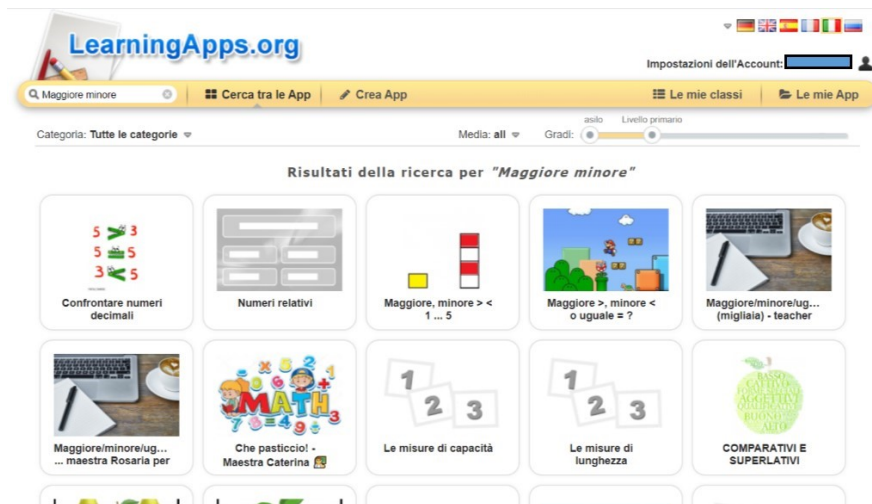 LearningApps.org
Impostazioni dell'Account:
Maggiore minore
Cerca tra le App
Crea App
Le mie classi
Le mie App
Categoria: Tutte le categorie
Media: all
Gradi:
asilo
Livello primario
Risultati della ricerca per "Maggiore minore"
5 > 3
5 = 5
3 < 5
Confrontare numeri
decimali
Numeri relativi
Maggiore, minore > <
1 ... 5
Maggiore >, minore <
o uguale = ?
Maggiore/minore/ug...
(migliaia) - teacher
Maggiore/minore/ug...
... maestra Rosaria per
MATH
Che pasticcio! -
Maestra Caterina
1 2 3
Le misure di capacità
1 2 3
Le misure di
lunghezza
AGGETTIVI
BUONO
ALTO
COMPARATIVI E
SUPERLATIVI